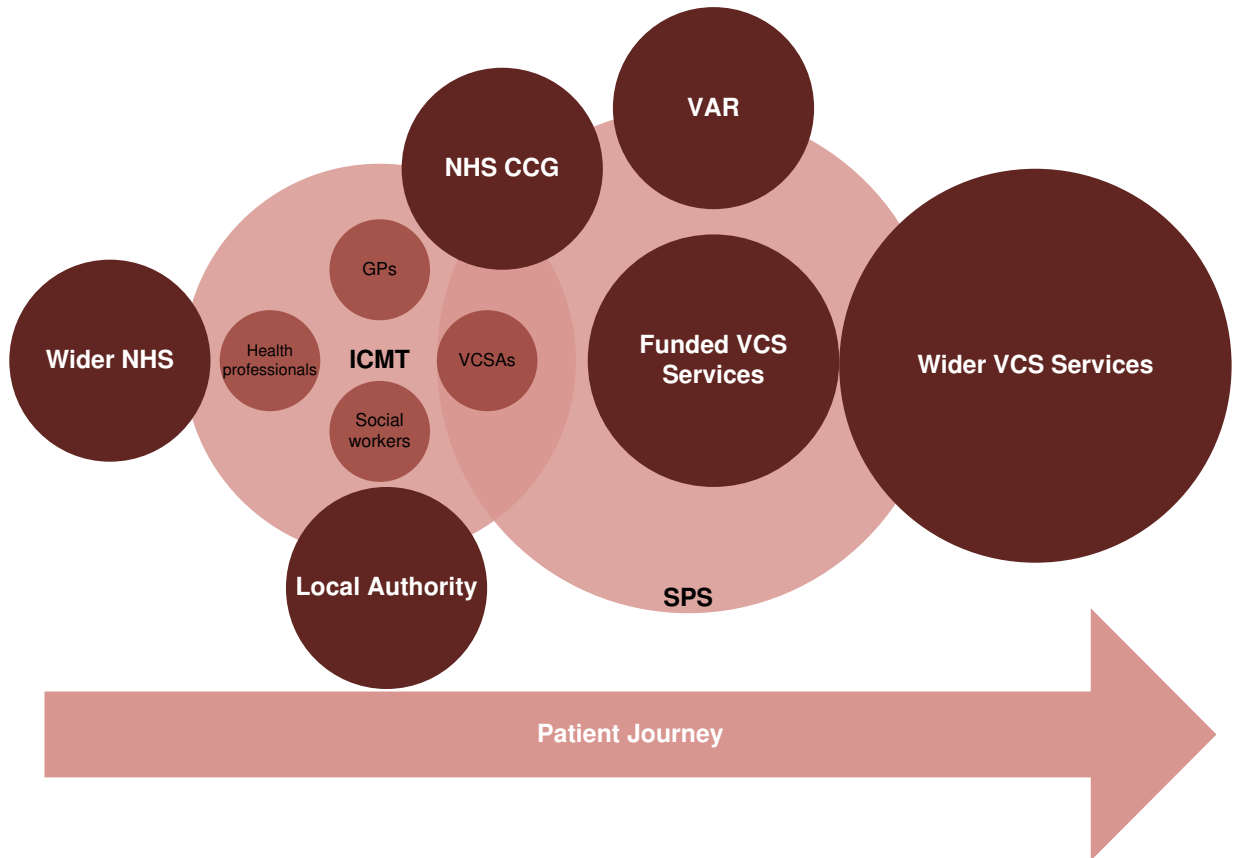 VAR
NHS CCG
GPs
Wider NHS
Health
professionals
ICMT
VCSAs
Funded VCS
Services
Wider VCS Services
Social
workers
Local Authority
SPS
Patient Journey